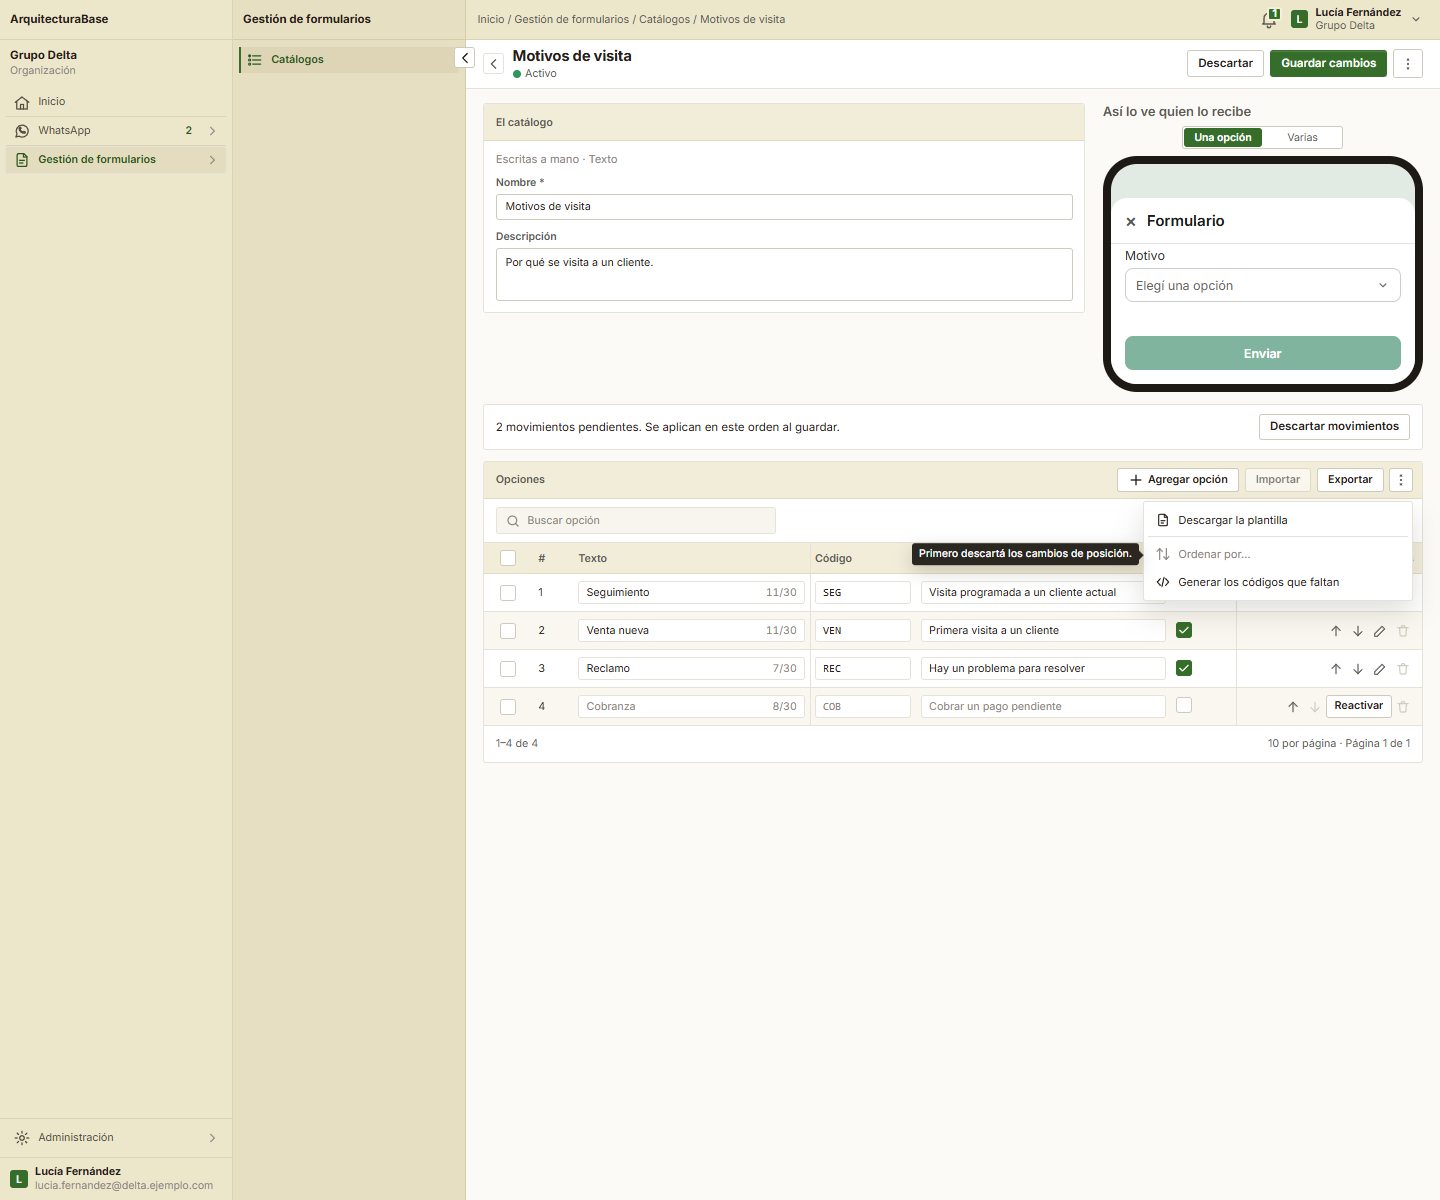 ArquitecturaBase
Grupo Delta
Organización
Inicio
WhatsApp 2
Gestión de formularios
Administración
L
Lucía Fernández
lucia.fernandez@delta.ejemplo.com
Gestión de formularios
Catálogos
Inicio / Gestión de formularios / Catálogos / Motivos de visita
1
L
Lucía Fernández
Grupo Delta
Motivos de visita
Activo
Descartar
Guardar cambios
El catálogo
Escritas a mano · Texto
Nombre *
Motivos de visita
Descripción
Por qué se visita a un cliente.
Así lo ve quien lo recibe
Una opción
Varias
Formulario
Motivo
Elegí una opción
Enviar
2 movimientos pendientes. Se aplican en este orden al guardar.
Descartar movimientos
Opciones
Agregar opción
Importar
Exportar
Buscar opción
Descargar la plantilla
Ordenar por...
Generar los códigos que faltan
Primero descartá los cambios de posición.
# Texto Código
1 Seguimiento 11/30 SEG Visita programada a un cliente actual
2 Venta nueva 11/30 VEN Primera visita a un cliente
3 Reclamo 7/30 REC Hay un problema para resolver
4 Cobranza 8/30 COB Cobrar un pago pendiente Reactivar
1–4 de 4
10 por página · Página 1 de 1